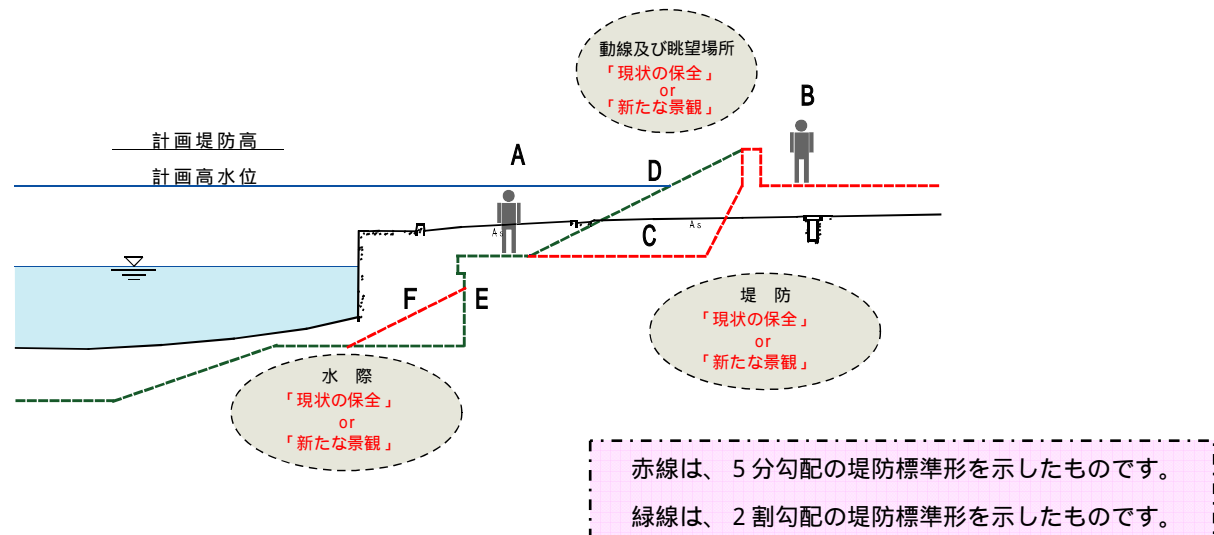 動線及び眺望場所
「現状の保全」
or
「新たな景観」
B
計画堤防高
A
計画高水位
D
As
As
C
F
E
堤 防
「現状の保全」
or
「新たな景観」
水 際
「現状の保全」
or
「新たな景観」
赤線は、5分勾配の堤防標準形を示したものです。
緑線は、2割勾配の堤防標準形を示したものです。